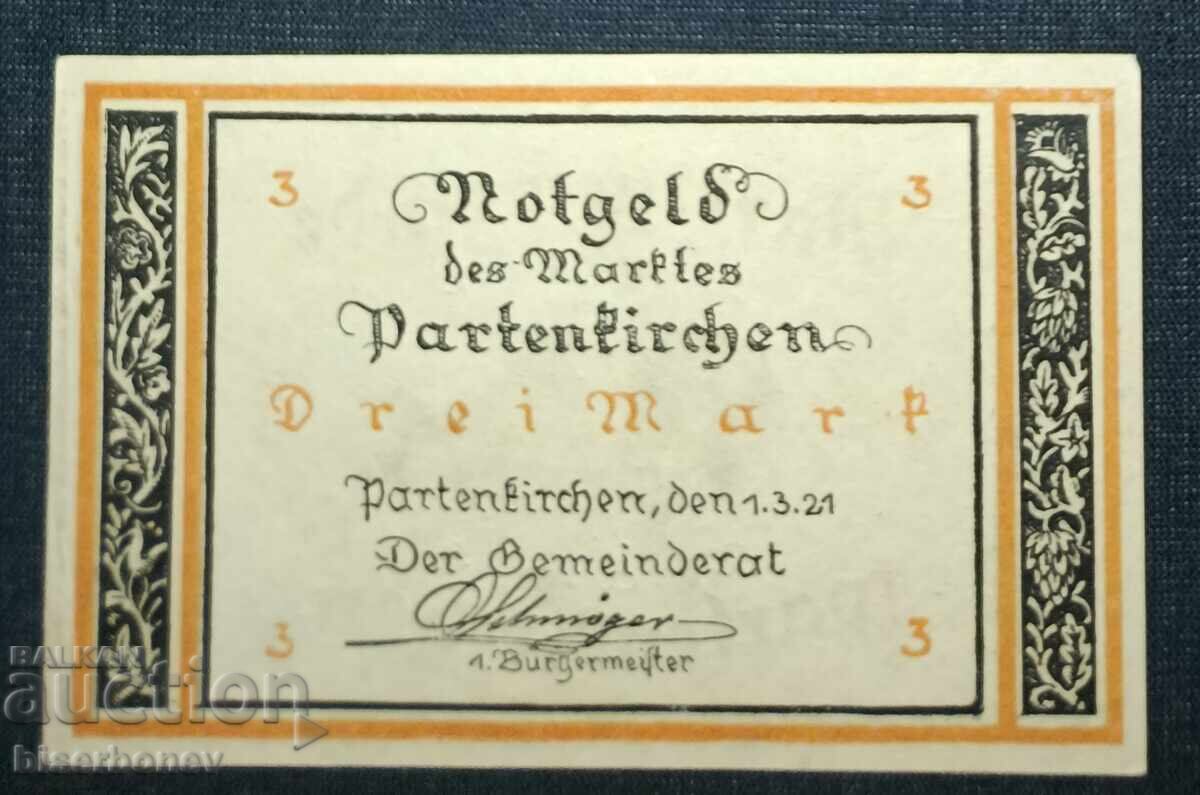 3 3
Notgeld
des Marktes
Partenkirchen
Drei Mark
Partenkirchen, den 1.3.21
Der Gemeinderat
Schmöger
3 3
1. Bürgermeister
BALKAN
auction
biserbonev